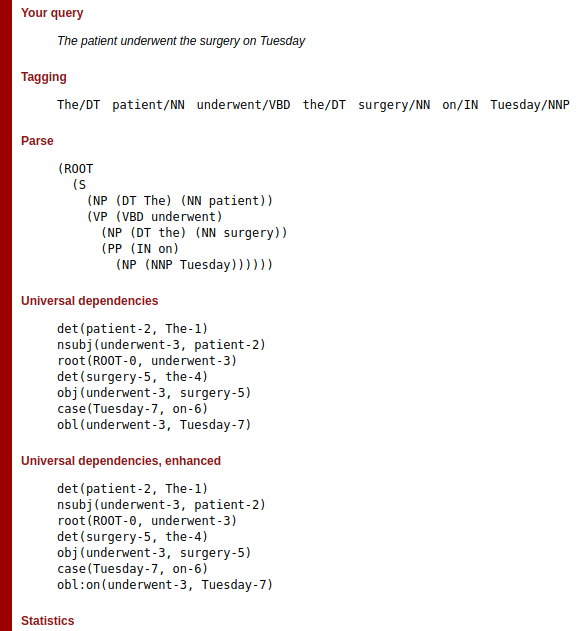 Your query
The patient underwent the surgery on Tuesday
Tagging
The/DT patient/NN underwent/VBD the/DT surgery/NN on/IN Tuesday/NNP
Parse
(ROOT
  (S
    (NP (DT The) (NN patient))
    (VP (VBD underwent)
      (NP (DT the) (NN surgery))
      (PP (IN on)
        (NP (NNP Tuesday))))))
Universal dependencies
det(patient-2, The-1)
nsubj(underwent-3, patient-2)
root(ROOT-0, underwent-3)
det(surgery-5, the-4)
obj(underwent-3, surgery-5)
case(Tuesday-7, on-6)
obl(underwent-3, Tuesday-7)
Universal dependencies, enhanced
det(patient-2, The-1)
nsubj(underwent-3, patient-2)
root(ROOT-0, underwent-3)
det(surgery-5, the-4)
obj(underwent-3, surgery-5)
case(Tuesday-7, on-6)
obl:on(underwent-3, Tuesday-7)
Statistics